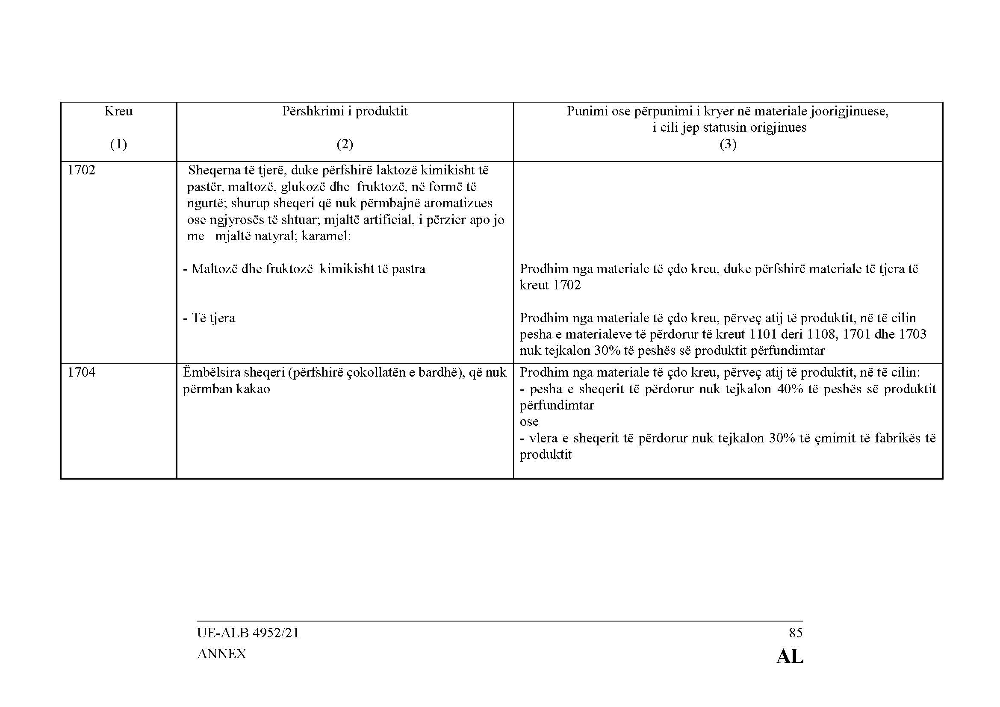 Kreu
(1)
Përshkrimi i produktit
(2)
Punimi ose përpunimi i kryer në materiale joorigjinuese,
i cili jep statusin origjinues
(3)
1702
Sheqerna të tjerë, duke përfshirë laktozë kimikisht të
pastër, maltozë, glukozë dhe fruktozë, në formë të
ngurtë; shurup sheqeri që nuk përmbajnë aromatizues
ose ngjyrosës të shtuar; mjaltë artificial, i përzier apo jo
me mjaltë natyral; karamel:
- Maltozë dhe fruktozë kimikisht të pastra
Prodhim nga materiale të çdo kreu, duke përfshirë materiale të tjera të
kreut 1702
- Të tjera
Prodhim nga materiale të çdo kreu, përveç atij të produktit, në të cilin
pesha e materialeve të përdorur të kreut 1101 deri 1108, 1701 dhe 1703
nuk tejkalon 30% të peshës së produktit përfundimtar
1704
Ëmbëlsira sheqeri (përfshirë çokollatën e bardhë), që nuk
përmban kakao
Prodhim nga materiale të çdo kreu, përveç atij të produktit, në të cilin:
- pesha e sheqerit të përdorur nuk tejkalon 40% të peshës së produktit
përfundimtar
ose
- vlera e sheqerit të përdorur nuk tejkalon 30% të çmimit të fabrikës të
produktit
UE-ALB 4952/21
85
ANNEX
AL